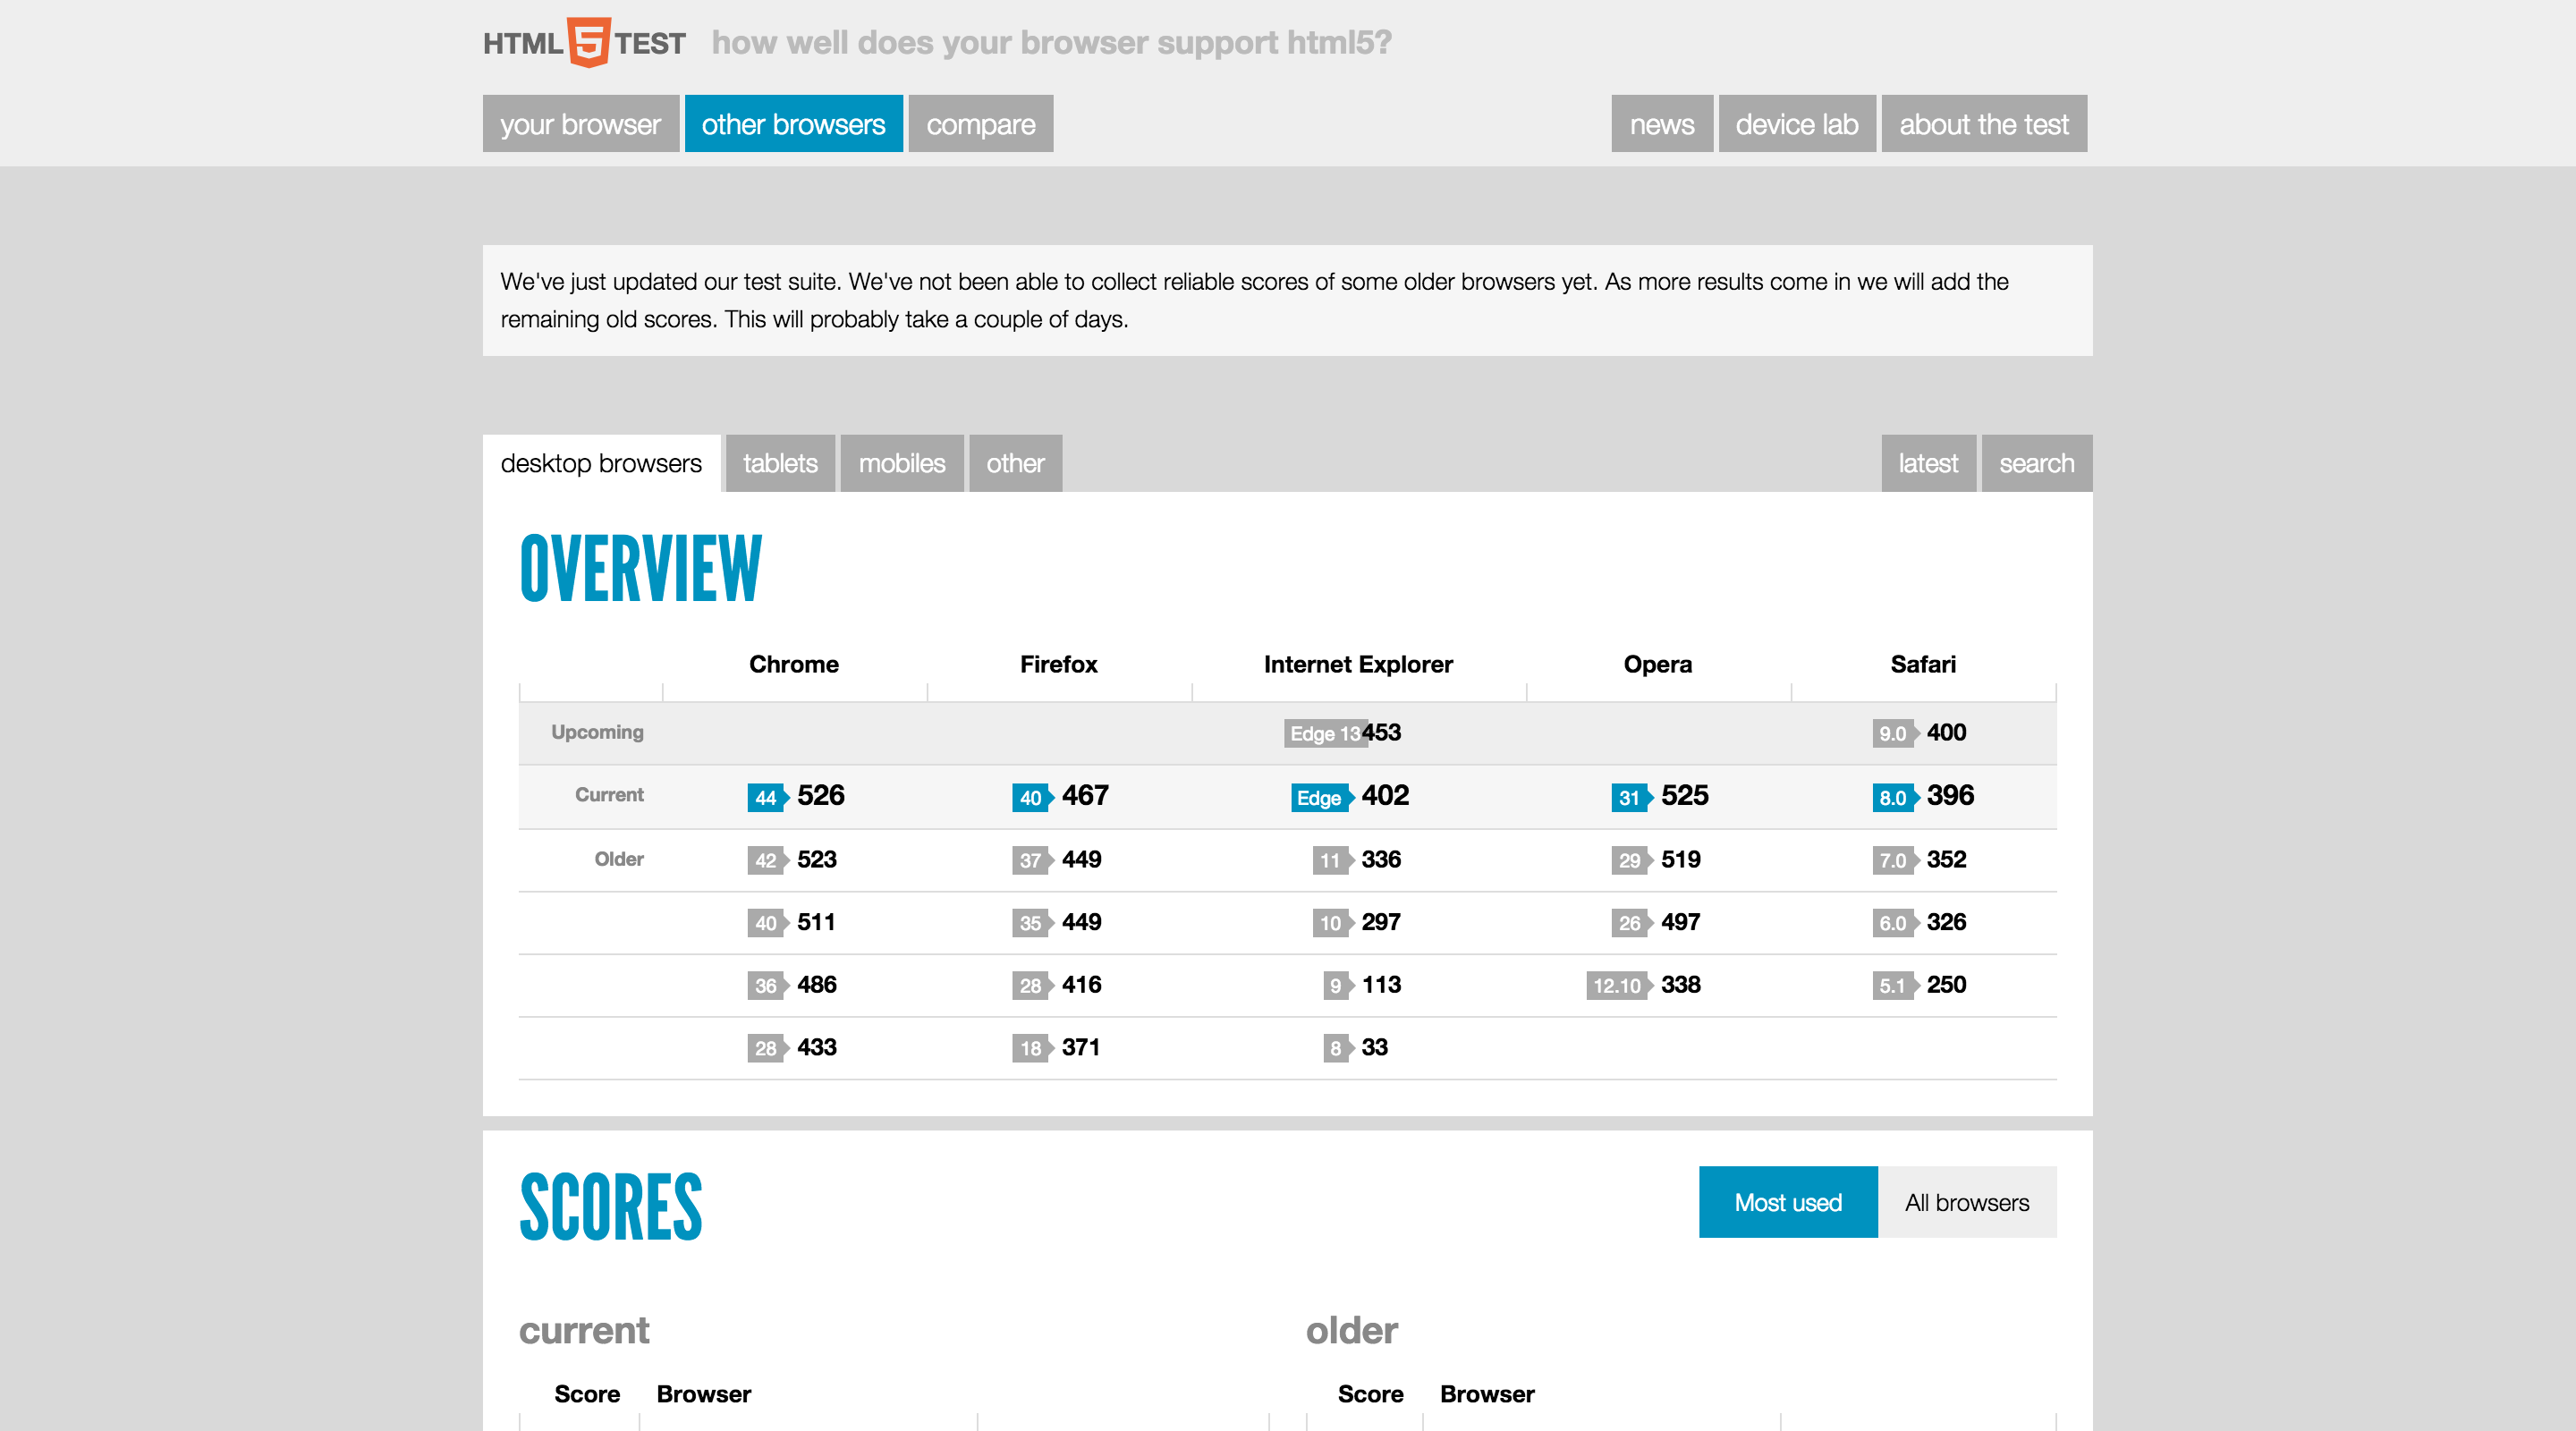 HTML5TEST how well does your browser support html5?
your browser other browsers compare news device lab about the test
We've just updated our test suite. We've not been able to collect reliable scores of some older browsers yet. As more results come in we will add the
remaining old scores. This will probably take a couple of days.
desktop browsers tablets mobiles other latest search
OVERVIEW
Chrome Firefox Internet Explorer Opera Safari
Upcoming Edge 13 453 9.0 400
Current 44 526 40 467 Edge 402 31 525 8.0 396
Older 42 523 37 449 11 336 29 519 7.0 352
40 511 35 449 10 297 26 497 6.0 326
36 486 28 416 9 113 12.10 338 5.1 250
28 433 18 371 8 33
SCORES Most used All browsers
current older
Score Browser Score Browser